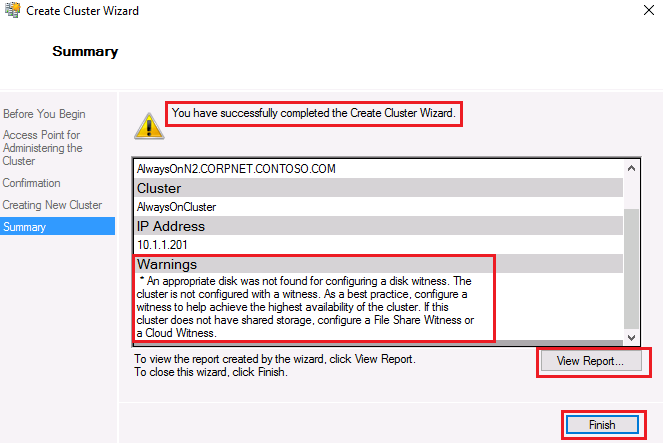 Create Cluster Wizard
Summary
Before You Begin
Access Point for
Administering the
Cluster
Confirmation
Creating New Cluster
Summary
You have successfully completed the Create Cluster Wizard.
AlwaysOnN2.CORPNET.CONTOSO.COM
Cluster
AlwaysOnCluster
IP Address
10.1.1.201
Warnings
* An appropriate disk was not found for configuring a disk witness. The
cluster is not configured with a witness. As a best practice, configure a
witness to help achieve the highest availability of the cluster. If this
cluster does not have shared storage, configure a File Share Witness or
a Cloud Witness.
To view the report created by the wizard, click View Report.
To close this wizard, click Finish.
View Report...
Finish